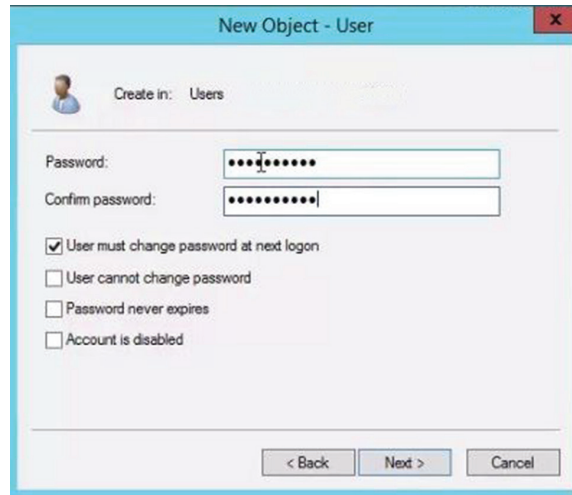 New Object - User
x
Create in: Users
Password: ••••••••••
Confirm password: ••••••••••
User must change password at next logon
User cannot change password
Password never expires
Account is disabled
< Back Next > Cancel